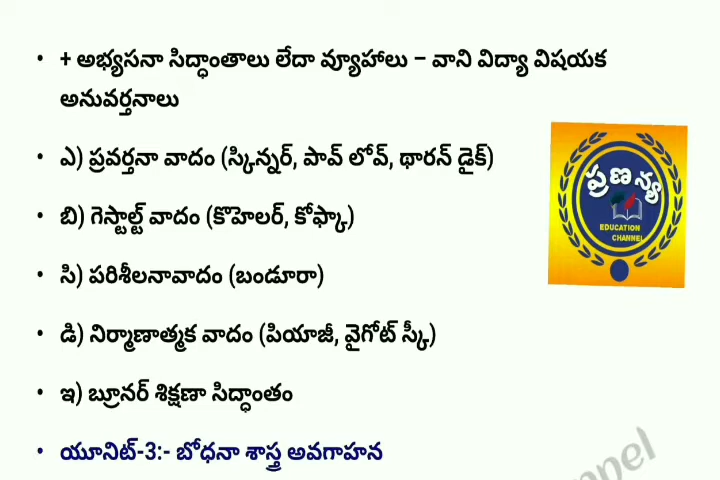 + అభ్యసనా సిద్ధాంతాలు లేదా వ్యూహాలు – వాని విద్యా విషయక
అనువర్తనాలు
ఎ) ప్రవర్తనా వాదం (స్కిన్నర్, పావ్ లోవ్, థారన్ డైక్)
బి) గెస్టాల్ట్ వాదం (కొహెలర్, కోఫ్కా)
సి) పరిశీలనావాదం (బండూరా)
డి) నిర్మాణాత్మక వాదం (పియాజీ, వైగోట్ స్కీ)
ఇ) బ్రూనర్ శిక్షణా సిద్ధాంతం
యూనిట్-3:- బోధనా శాస్త్ర అవగాహన
ప్రణన్య
EDUCATION
CHANNEL